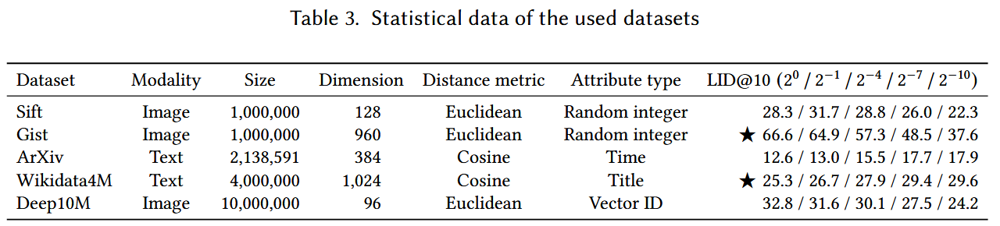 Table 3. Statistical data of the used datasets
Dataset Modality Size Dimension Distance metric Attribute type LID@10 (2⁰ / 2⁻¹ / 2⁻⁴ / 2⁻⁷ / 2⁻¹⁰)
Sift Image 1,000,000 128 Euclidean Random integer 28.3 / 31.7 / 28.8 / 26.0 / 22.3
Gist Image 1,000,000 960 Euclidean Random integer ★ 66.6 / 64.9 / 57.3 / 48.5 / 37.6
ArXiv Text 2,138,591 384 Cosine Time 12.6 / 13.0 / 15.5 / 17.7 / 17.9
Wikidata4M Text 4,000,000 1,024 Cosine Title ★ 25.3 / 26.7 / 27.9 / 29.4 / 29.6
Deep10M Image 10,000,000 96 Euclidean Vector ID 32.8 / 31.6 / 30.1 / 27.5 / 24.2